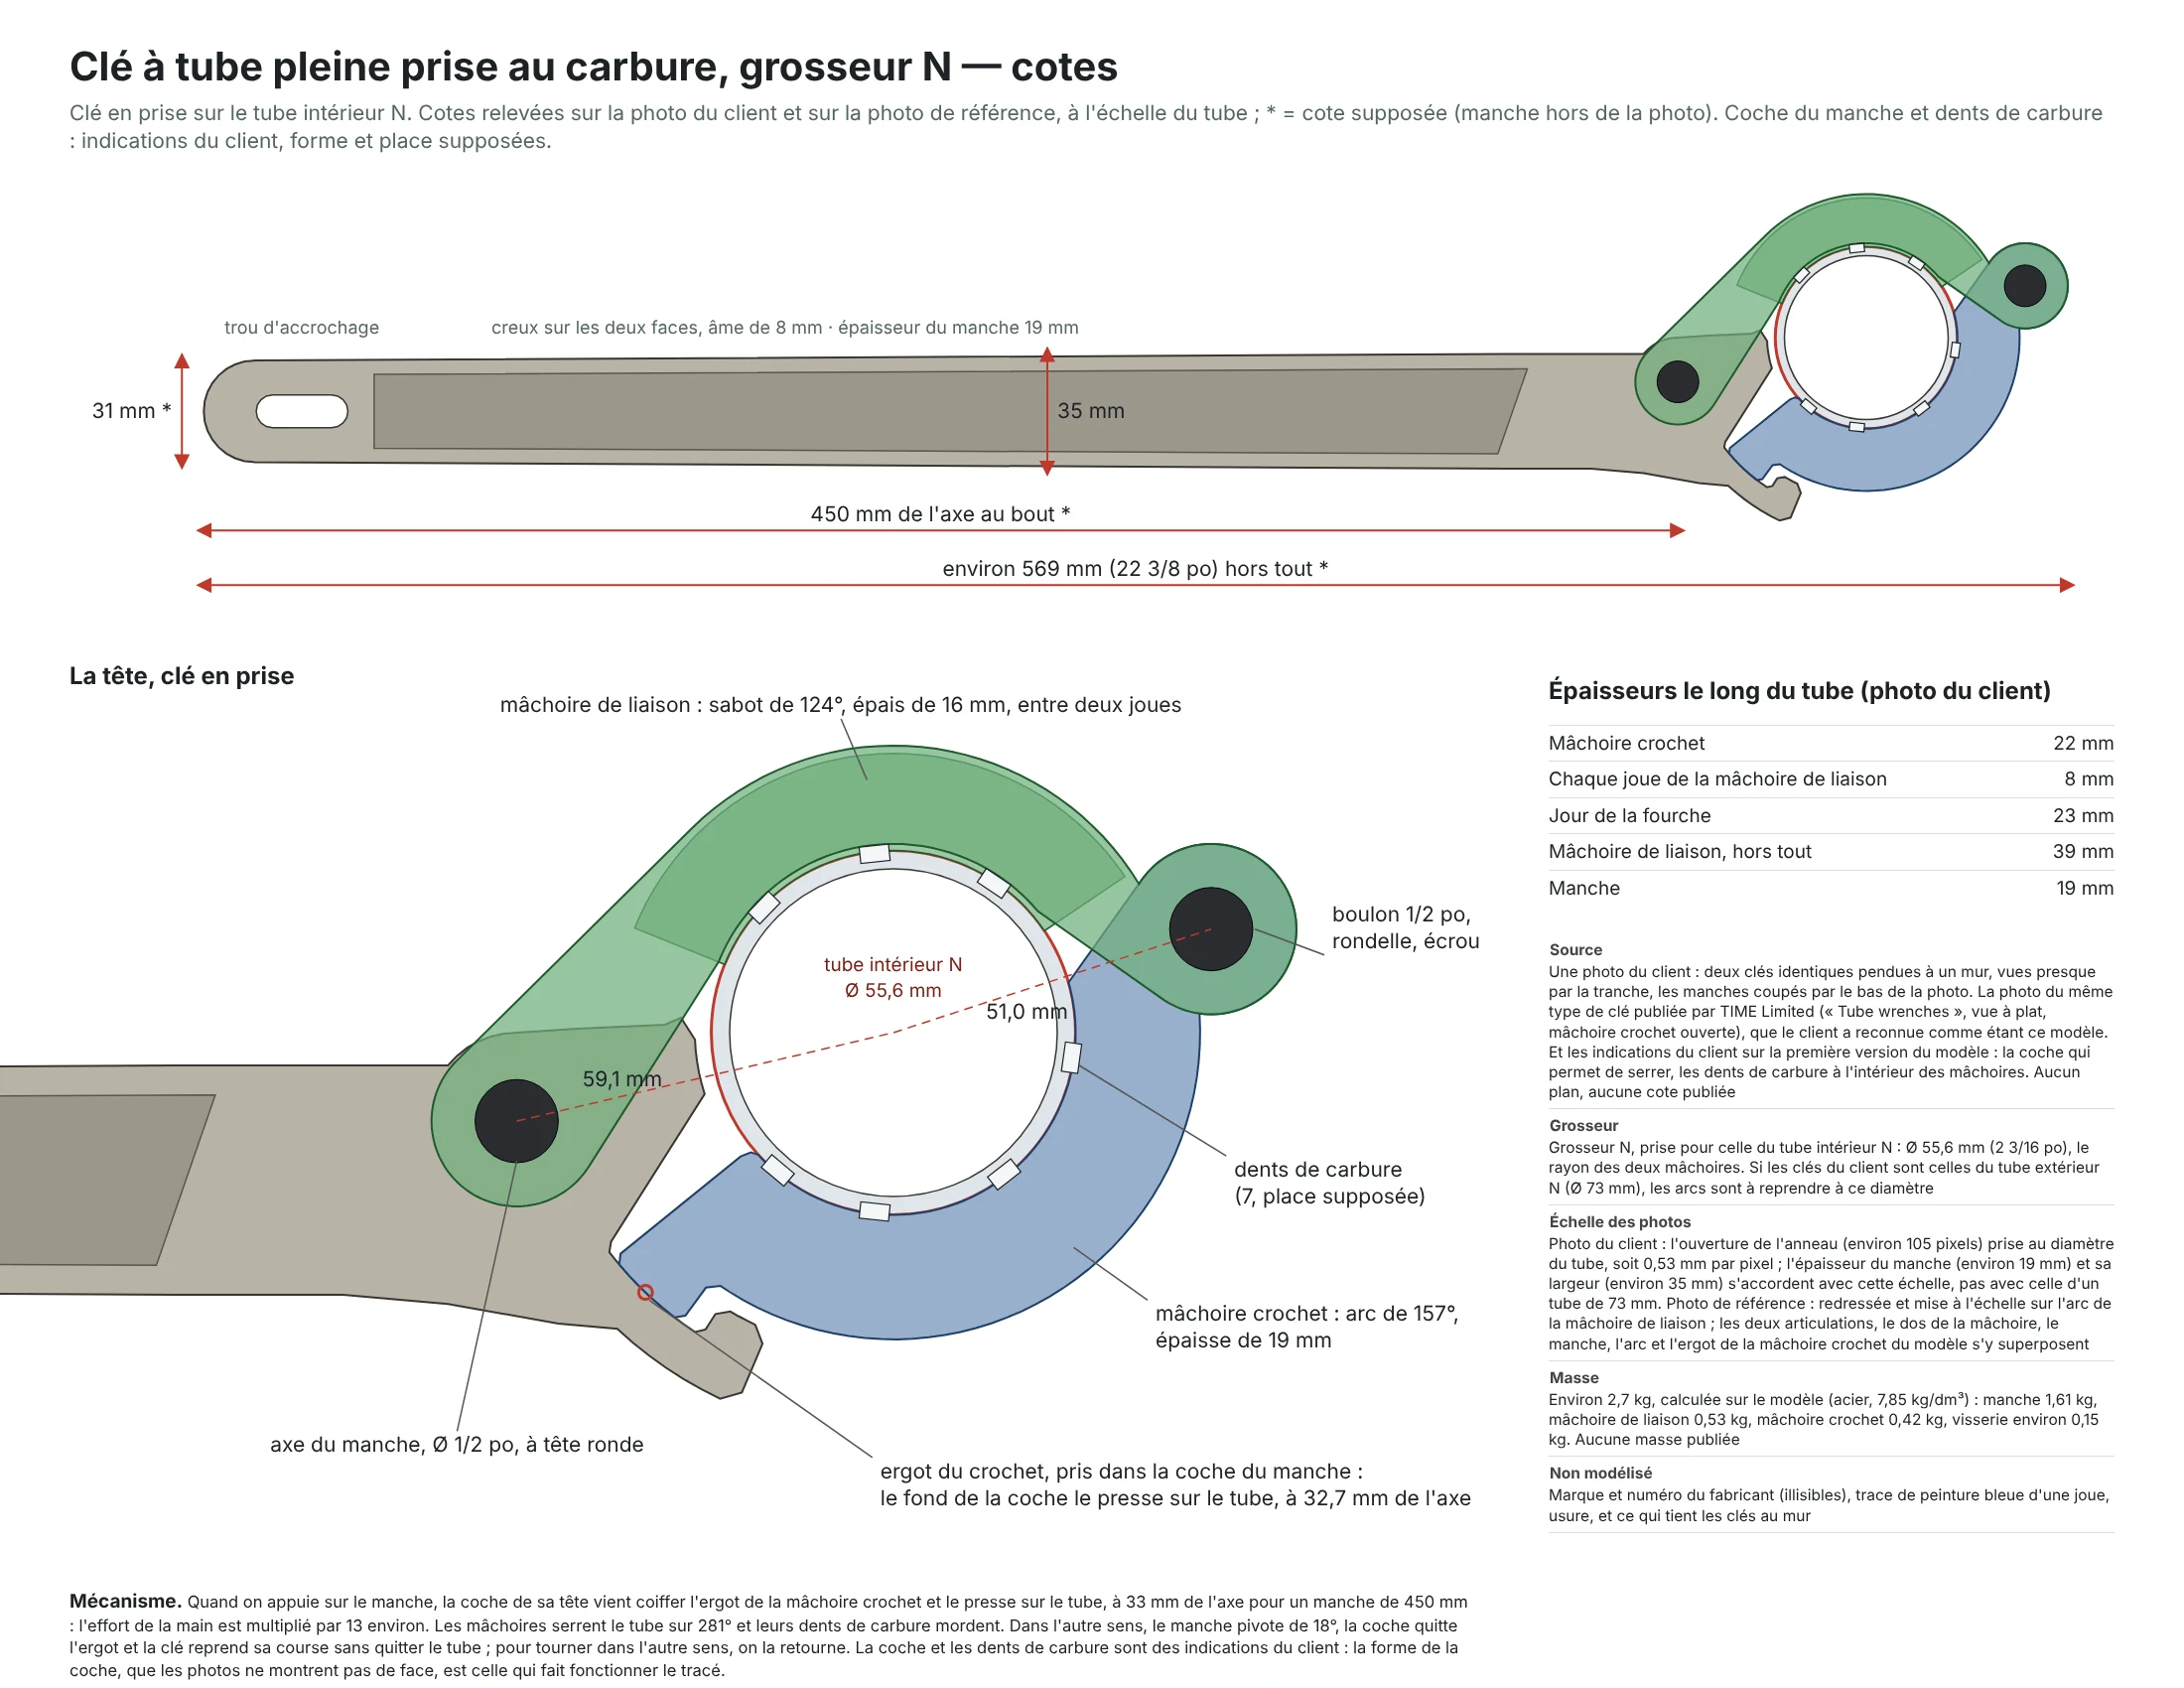 Clé à tube pleine prise au carbure, grosseur N — cotes
Clé en prise sur le tube intérieur N. Cotes relevées sur la photo du client et sur la photo de référence, à l'échelle du tube ; * = cote supposée (manche hors de la photo). Coche du manche et dents de carbure
: indications du client, forme et place supposées.
trou d'accrochage
creux sur les deux faces, âme de 8 mm · épaisseur du manche 19 mm
31 mm *
35 mm
450 mm de l'axe au bout *
environ 569 mm (22 3/8 po) hors tout *
La tête, clé en prise
mâchoire de liaison : sabot de 124°, épais de 16 mm, entre deux joues
boulon 1/2 po,
rondelle, écrou
tube intérieur N
Ø 55,6 mm
51,0 mm
59,1 mm
dents de carbure
(7, place supposée)
mâchoire crochet : arc de 157°,
épaisse de 19 mm
axe du manche, Ø 1/2 po, à tête ronde
ergot du crochet, pris dans la coche du manche :
le fond de la coche le presse sur le tube, à 32,7 mm de l'axe
Épaisseurs le long du tube (photo du client)
Mâchoire crochet 22 mm
Chaque joue de la mâchoire de liaison 8 mm
Jour de la fourche 23 mm
Mâchoire de liaison, hors tout 39 mm
Manche 19 mm
Source
Une photo du client : deux clés identiques pendues à un mur, vues presque
par la tranche, les manches coupés par le bas de la photo. La photo du même
type de clé publiée par TIME Limited (« Tube wrenches », vue à plat,
mâchoire crochet ouverte), que le client a reconnue comme étant ce modèle.
Et les indications du client sur la première version du modèle : la coche qui
permet de serrer, les dents de carbure à l'intérieur des mâchoires. Aucun
plan, aucune cote publiée
Grosseur
Grosseur N, prise pour celle du tube intérieur N : Ø 55,6 mm (2 3/16 po), le
rayon des deux mâchoires. Si les clés du client sont celles du tube extérieur
N (Ø 73 mm), les arcs sont à reprendre à ce diamètre
Échelle des photos
Photo du client : l'ouverture de l'anneau (environ 105 pixels) prise au diamètre
du tube, soit 0,53 mm par pixel ; l'épaisseur du manche (environ 19 mm) et sa
largeur (environ 35 mm) s'accordent avec cette échelle, pas avec celle d'un
tube de 73 mm. Photo de référence : redressée et mise à l'échelle sur l'arc de
la mâchoire de liaison ; les deux articulations, le dos de la mâchoire, le
manche, l'arc et l'ergot de la mâchoire crochet du modèle s'y superposent
Masse
Environ 2,7 kg, calculée sur le modèle (acier, 7,85 kg/dm³) : manche 1,61 kg,
mâchoire de liaison 0,53 kg, mâchoire crochet 0,42 kg, visserie environ 0,15
kg. Aucune masse publiée
Non modélisé
Marque et numéro du fabricant (illisibles), trace de peinture bleue d'une joue,
usure, et ce qui tient les clés au mur
Mécanisme. Quand on appuie sur le manche, la coche de sa tête vient coiffer l'ergot de la mâchoire crochet et le presse sur le tube, à 33 mm de l'axe pour un manche de 450 mm
: l'effort de la main est multiplié par 13 environ. Les mâchoires serrent le tube sur 281° et leurs dents de carbure mordent. Dans l'autre sens, le manche pivote de 18°, la coche quitte
l'ergot et la clé reprend sa course sans quitter le tube ; pour tourner dans l'autre sens, on la retourne. La coche et les dents de carbure sont des indications du client : la forme de la
coche, que les photos ne montrent pas de face, est celle qui fait fonctionner le tracé.